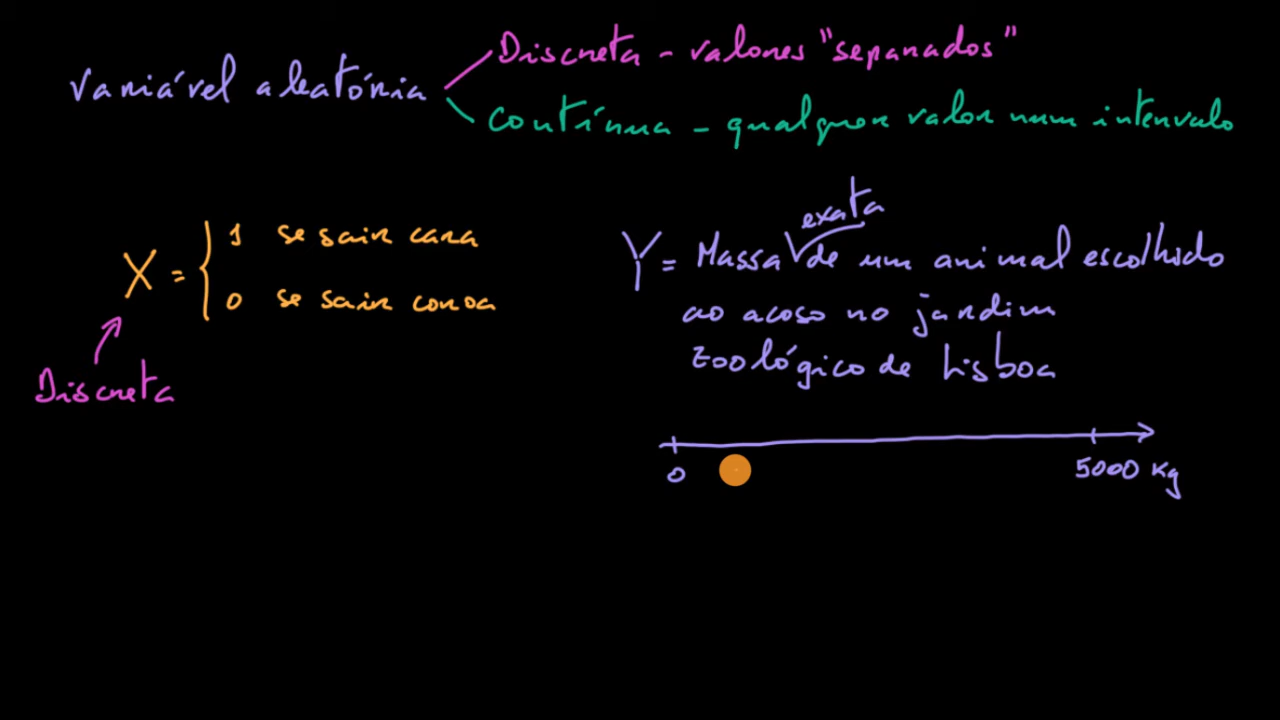 Variável aleatória
Discreta - valores "separados"
Contínua - qualquer valor num intervalo
X = { 1 se sair cara
0 se sair coroa
Discreta
exata
Y = Massa de um animal escolhido
ao acaso no jardim
Zoológico de Lisboa
0
5000 Kg